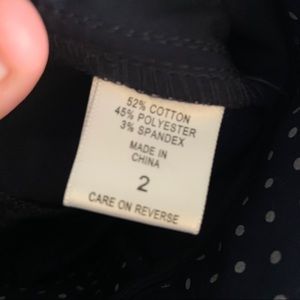 52% COTTON
45% POLYESTER
3% SPANDEX
MADE IN
CHINA
2
CARE ON REVERSE